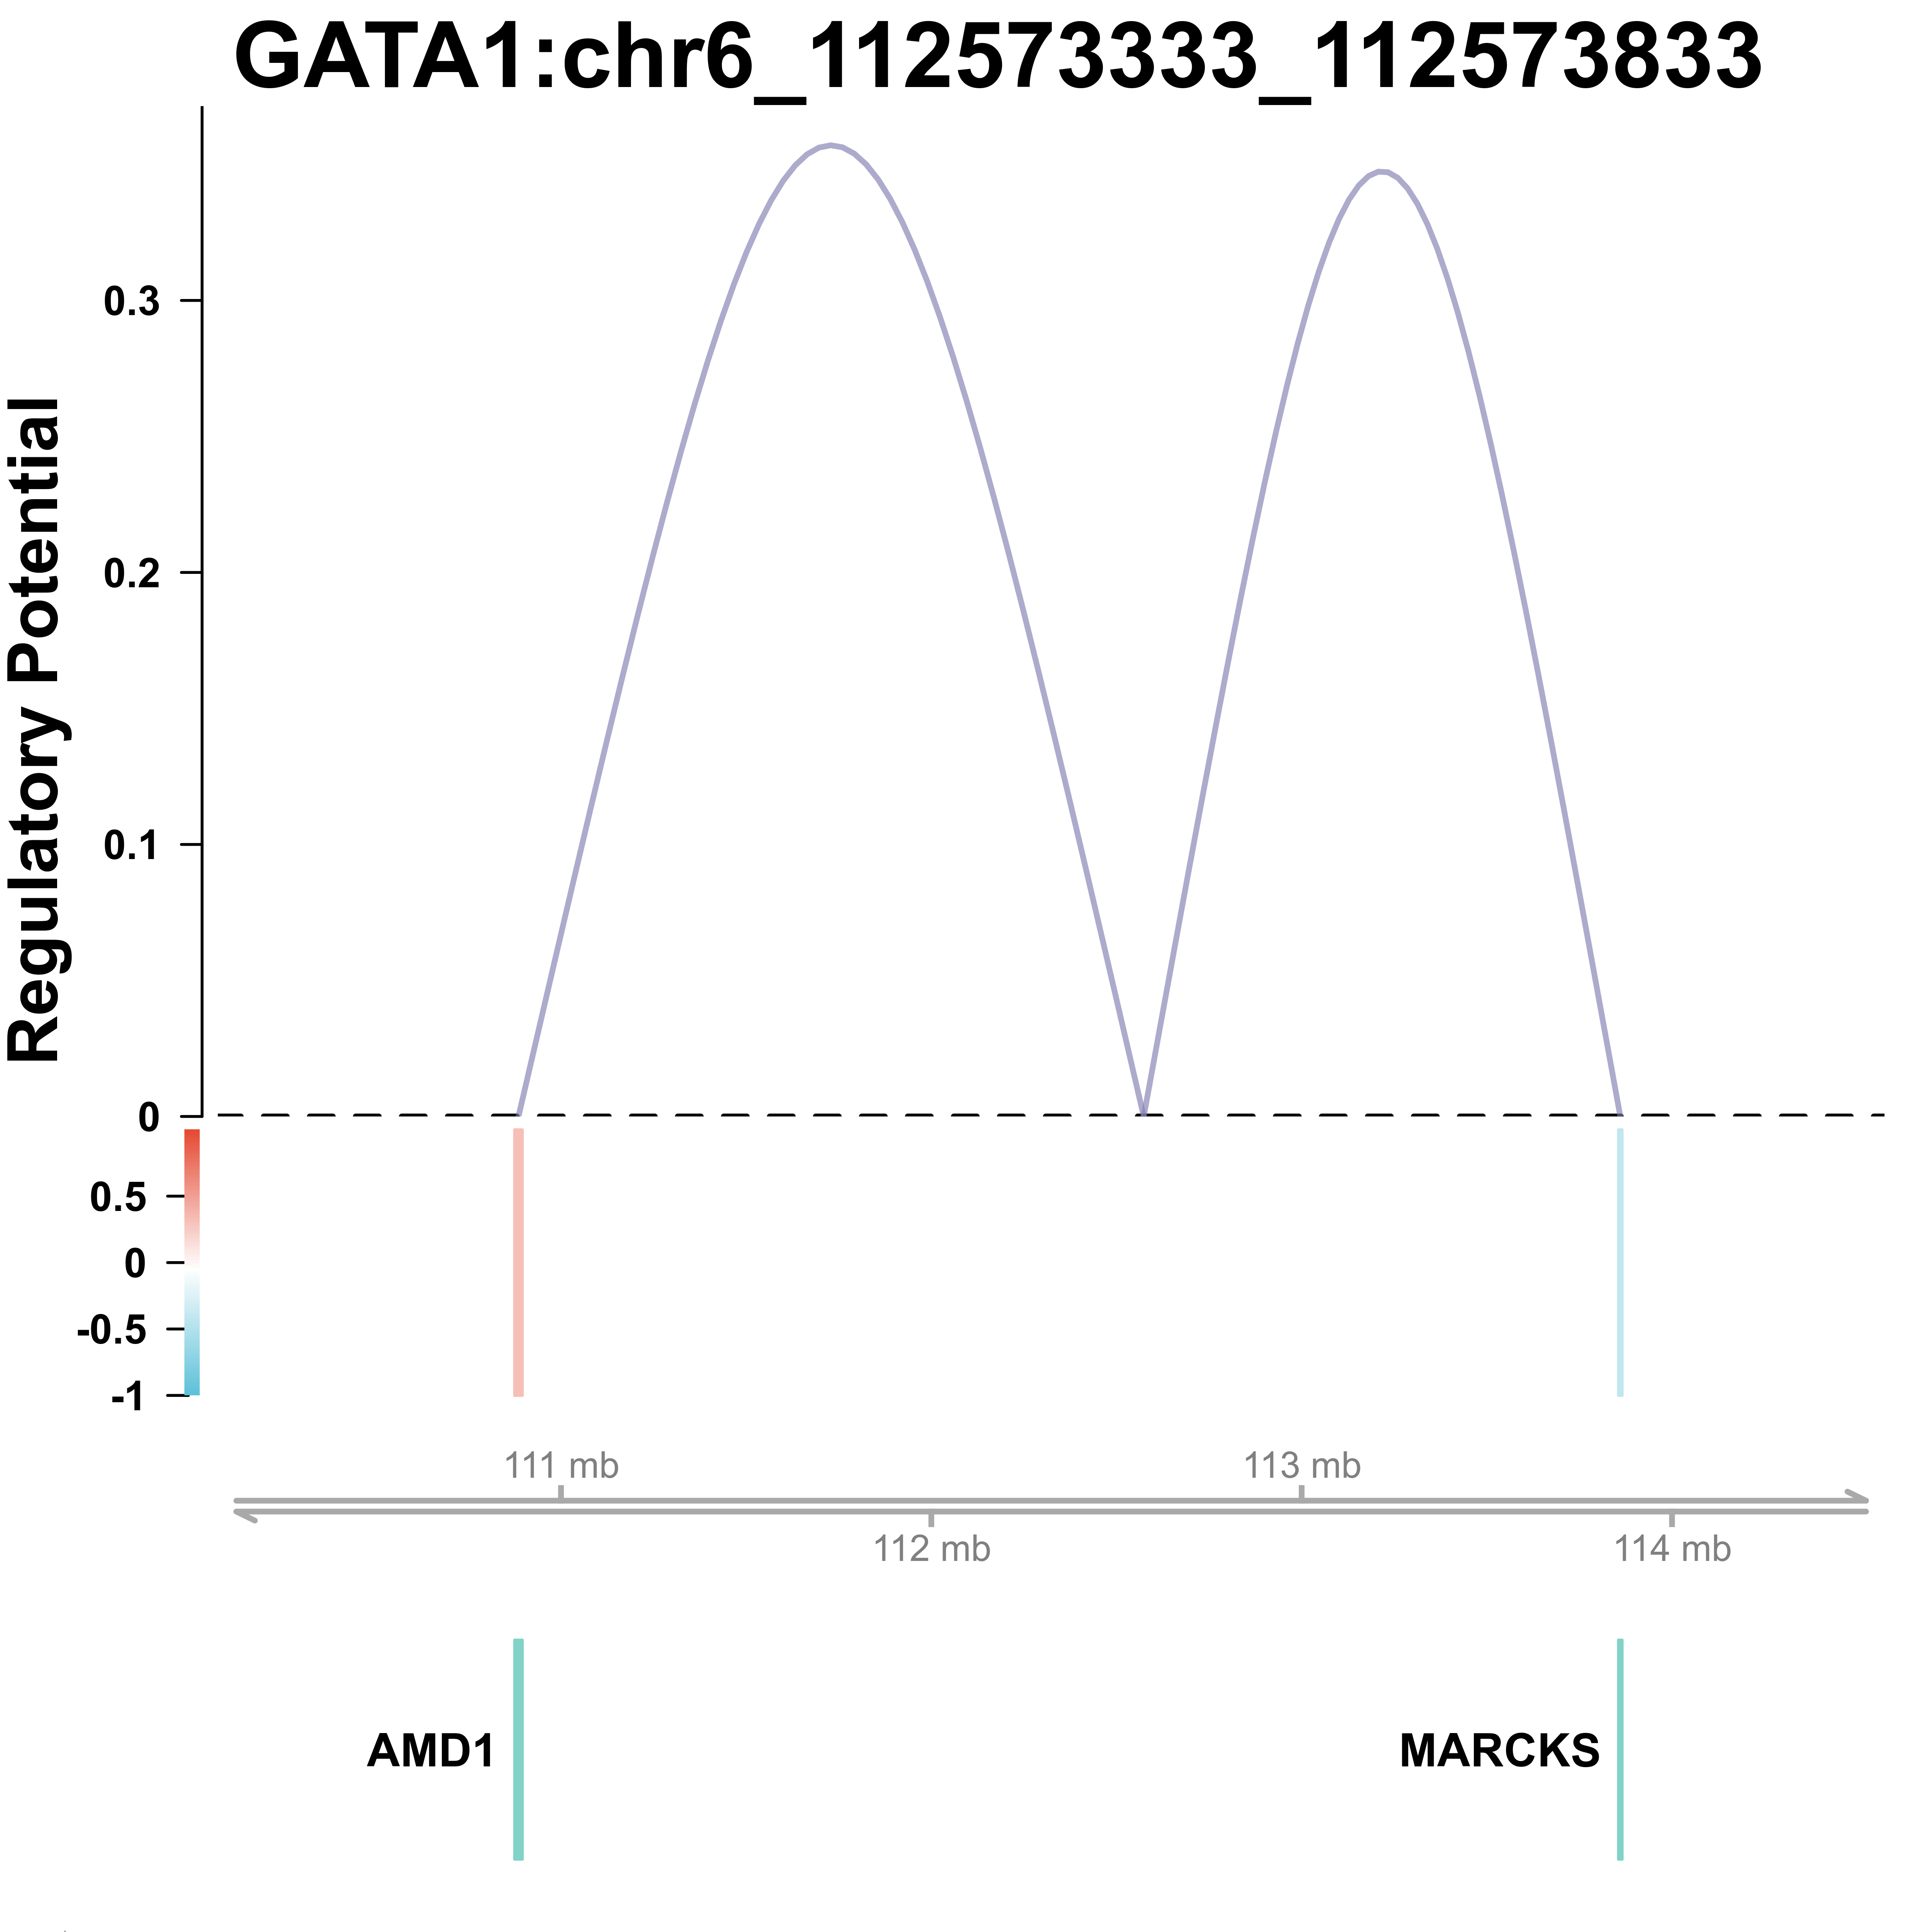 GATA1:chr6_112573333_112573833
Regulatory Potential
0.3
0.2
0.1
0
0.5
0
-0.5
-1
111 mb
113 mb
112 mb
114 mb
AMD1
MARCKS